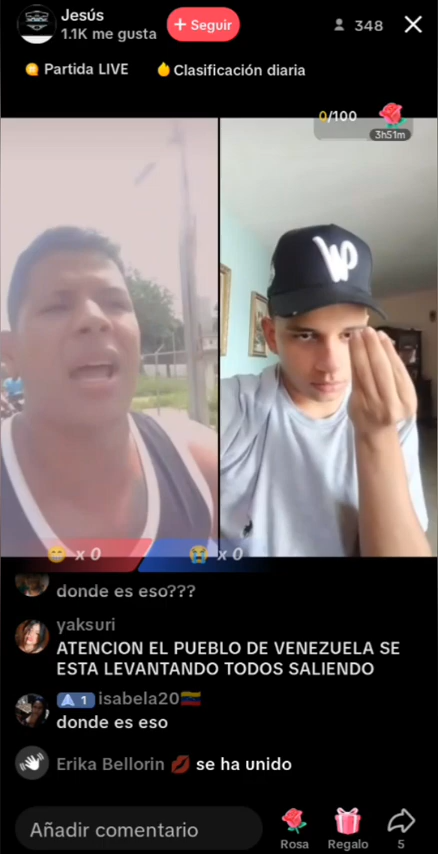 Jesús
1.1K me gusta
+ Seguir
348
Partida LIVE
Clasificación diaria
0/100
3h51m
x 0
x 0
donde es eso???
yaksuri
ATENCION EL PUEBLO DE VENEZUELA SE
ESTA LEVANTANDO TODOS SALIENDO
1 isabela20
donde es eso
Erika Bellorin se ha unido
Añadir comentario
Rosa
Regalo
5